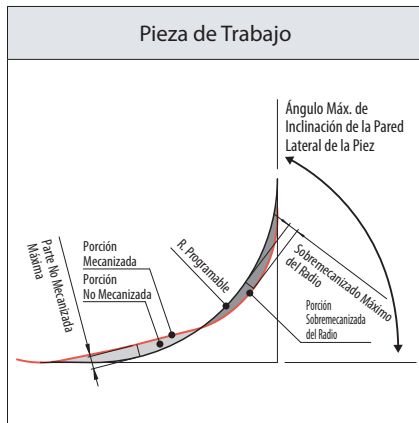 Pieza de Trabajo
Ángulo Máx. de
Inclinación de la Pared
Lateral de la Piez
Parte No Mecanizada
Máxima
Porción
Mecanizada
Porción
No Mecanizada
R. Programable
Sobremecanizado Máximo
del Radio
Porción
Sobremecanizada
del Radio